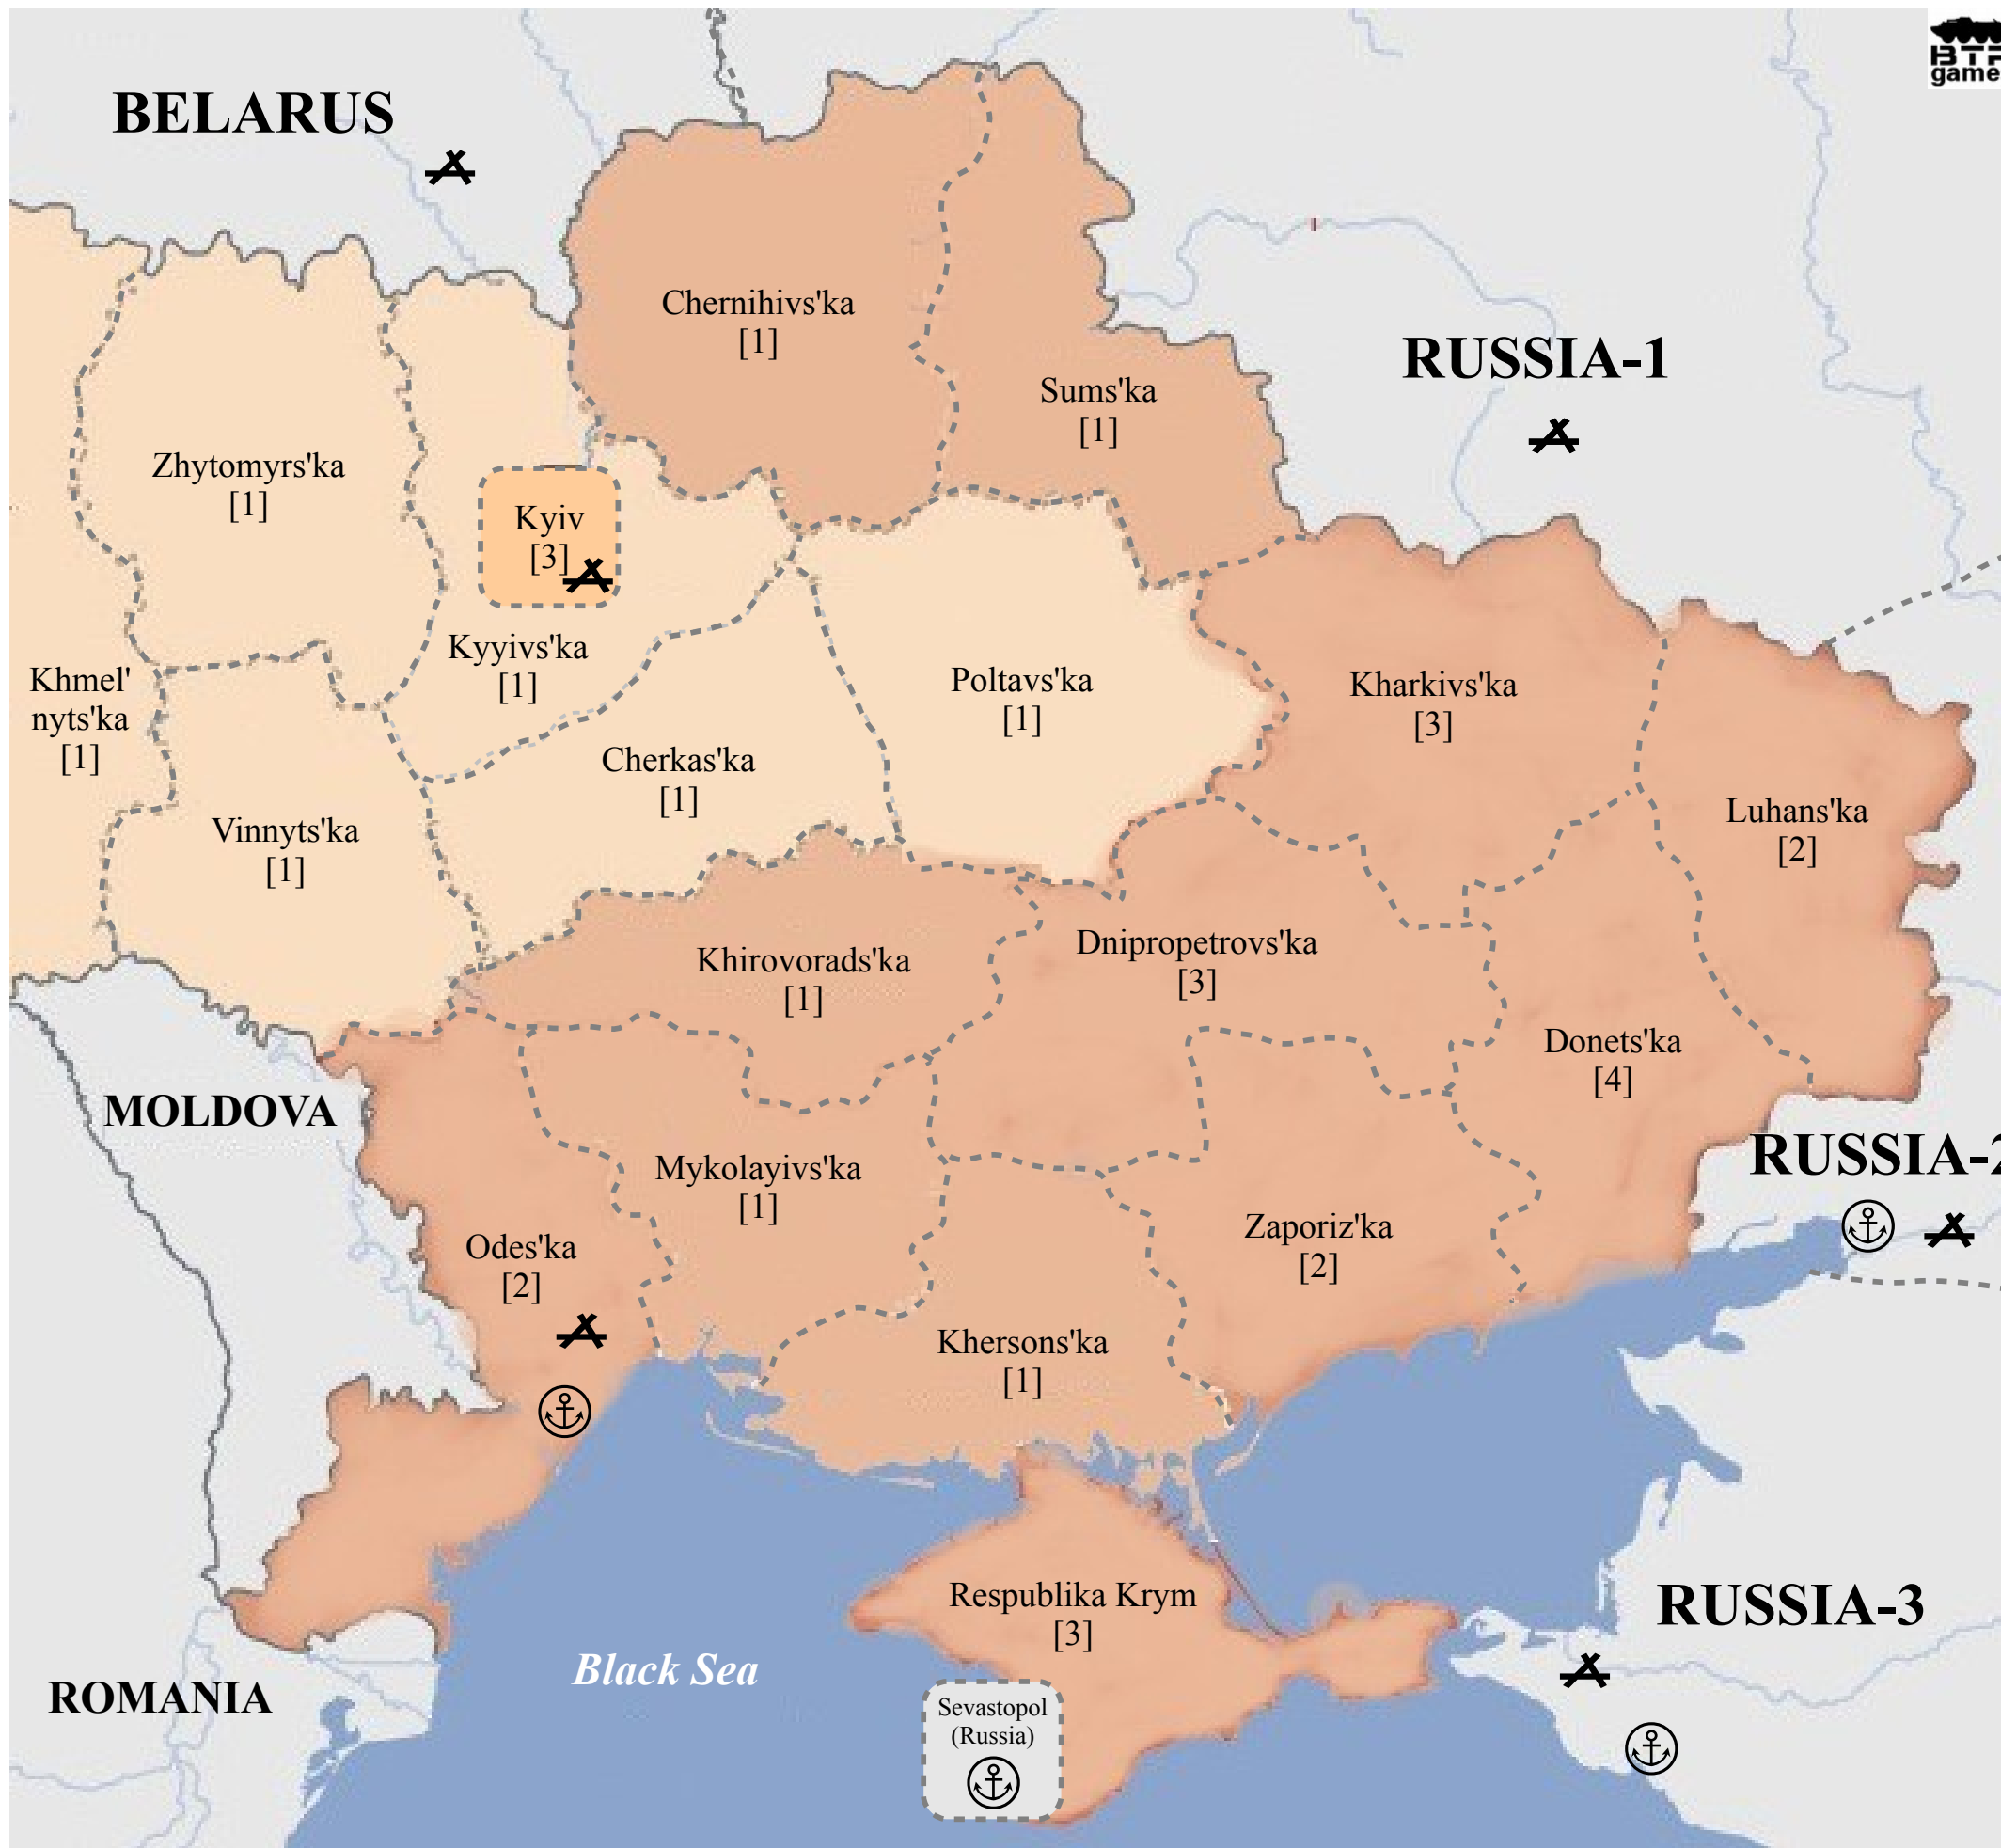 BTR
game
BELARUS
Chernihivs'ka
[1]
RUSSIA-1
Sums'ka
[1]
Zhytomyrs'ka
[1]
Kyiv
[3]
Kyyivs'ka
[1]
Khmel'
nyts'ka
[1]
Poltavs'ka
[1]
Kharkivs'ka
[3]
Cherkas'ka
[1]
Luhans'ka
[2]
Vinnyts'ka
[1]
Dnipropetrovs'ka
[3]
Khirovorads'ka
[1]
Donets'ka
[4]
MOLDOVA
RUSSIA-2
Mykolayivs'ka
[1]
Zaporiz'ka
[2]
Odes'ka
[2]
Khersons'ka
[1]
Respublika Krym
[3]
RUSSIA-3
Black Sea
ROMANIA
Sevastopol
(Russia)